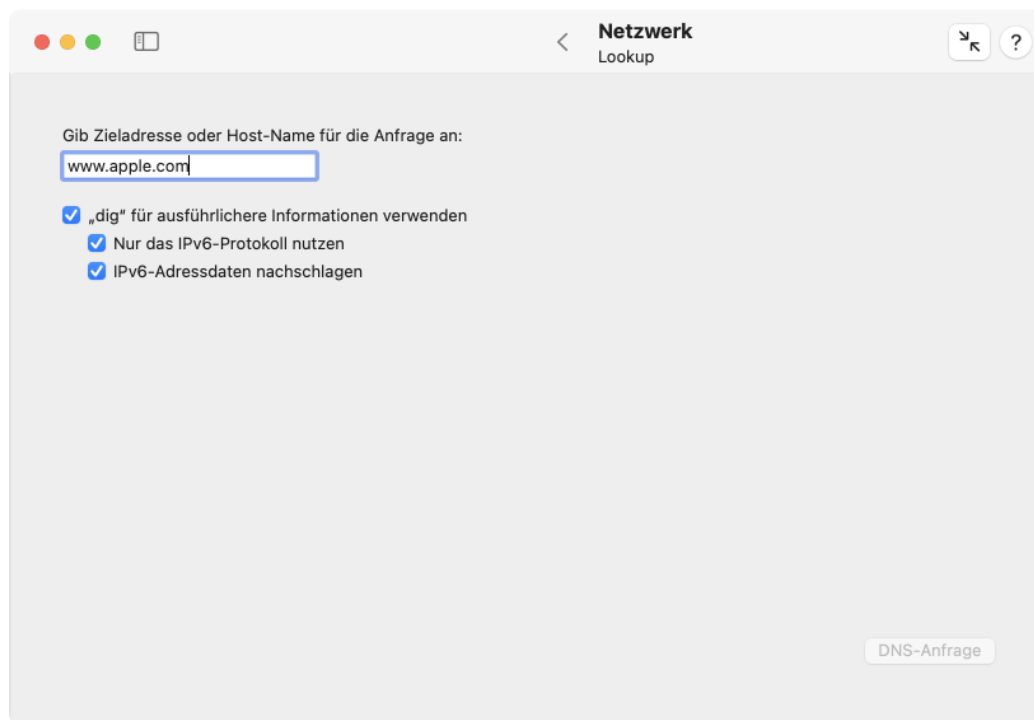 Netzwerk
Lookup
?
Gib Zieladresse oder Host-Name für die Anfrage an:
www.apple.com
„dig“ für ausführlichere Informationen verwenden
Nur das IPv6-Protokoll nutzen
IPv6-Adressdaten nachschlagen
DNS-Anfrage